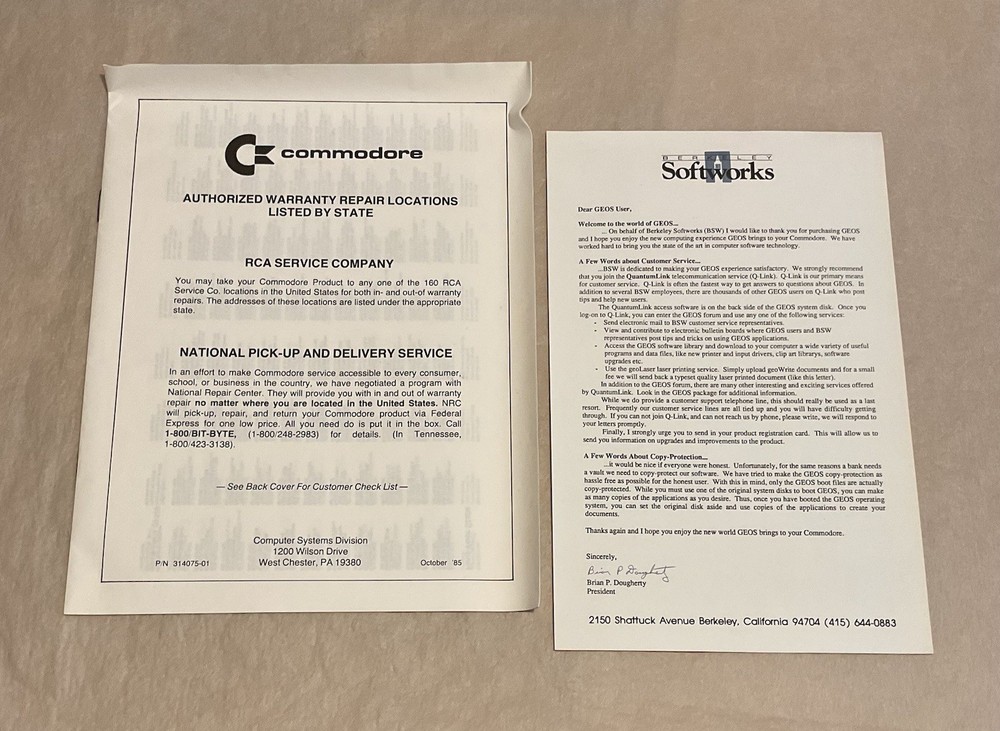 commodore
AUTHORIZED WARRANTY REPAIR LOCATIONS
LISTED BY STATE
RCA SERVICE COMPANY
You may take your Commodore Product to any one of the 160 RCA
Service Co. locations in the United States for both in- and out-of warranty
repairs. The addresses of these locations are listed under the appropriate
state.
NATIONAL PICK-UP AND DELIVERY SERVICE
In an effort to make Commodore service accessible to every consumer,
school, or business in the country, we have negotiated a program with
National Repair Center. They will provide you with in and out of warranty
repair no matter where you are located in the United States. NRC
will pick-up, repair, and return your Commodore product via Federal
Express for one low price. All you need do is put it in the box. Call
1-800/BIT-BYTE, (1-800/248-2983) for details. (In Tennessee,
1-800/423-3138).
— See Back Cover For Customer Check List —
Computer Systems Division
1200 Wilson Drive
West Chester, PA 19380
P/N 314075-01
October '85
BERKELEY
Softworks
Dear GEOS User,
Welcome to the world of GEOS...
... On behalf of Berkeley Softworks (BSW) I would like to thank you for purchasing GEOS
and I hope you enjoy the new computing experience GEOS brings to your Commodore. We have
worked hard to bring you the state of the art in computer software technology.
A Few Words about Customer Service...
...BSW is dedicated to making your GEOS experience satisfactory. We strongly recommend
that you join the QuantumLink telecommunication service (Q-Link). Q-Link is our primary means
for customer service. Q-Link is often the fastest way to get answers to questions about GEOS. In
addition to several BSW employees, there are thousands of other GEOS users on Q-Link who post
tips and help new users.
The QuantumLink access software is on the back side of the GEOS system disk. Once you
log-on to Q-Link, you can enter the GEOS forum and use any one of the following services:
- Send electronic mail to BSW customer service representatives.
- View and contribute to electronic bulletin boards where GEOS users and BSW
representatives post tips and tricks on using GEOS applications.
- Access the GEOS software library and download to your computer a wide variety of useful
programs and data files, like new printer and input drivers, clip art librarys, software
upgrades etc.
- Use the geoLaser laser printing service. Simply upload geoWrite documents and for a small
fee we will send back a typeset quality laser printed document (like this letter).
In addition to the GEOS forum, there are many other interesting and exciting services offered
by QuantumLink. Look in the GEOS package for additional information.
While we do provide a customer support telephone line, this should really be used as a last
resort. Frequently our customer service lines are all tied up and you will have difficulty getting
through. If you can not join Q-Link, and can not reach us by phone, please write, we will respond to
your letters promptly.
Finally, I strongly urge you to send in your product registration card. This will allow us to
send you information on upgrades and improvements to the product.
A Few Words About Copy-Protection...
...it would be nice if everyone were honest. Unfortunately, for the same reasons a bank needs
a vault we need to copy-protect our software. We have tried to make the GEOS copy-protection as
hassle free as possible for the honest user. With this in mind, only the GEOS boot files are actually
copy-protected. While you must use one of the original system disks to boot GEOS, you can make
as many copies of the applications as you desire. Thus, once you have booted the GEOS operating
system, you can set the original disk aside and use copies of the applications to create your
documents.
Thanks again and I hope you enjoy the new world GEOS brings to your Commodore.
Sincerely,
Brian P Dougherty
Brian P. Dougherty
President
2150 Shattuck Avenue Berkeley, California 94704 (415) 644-0883